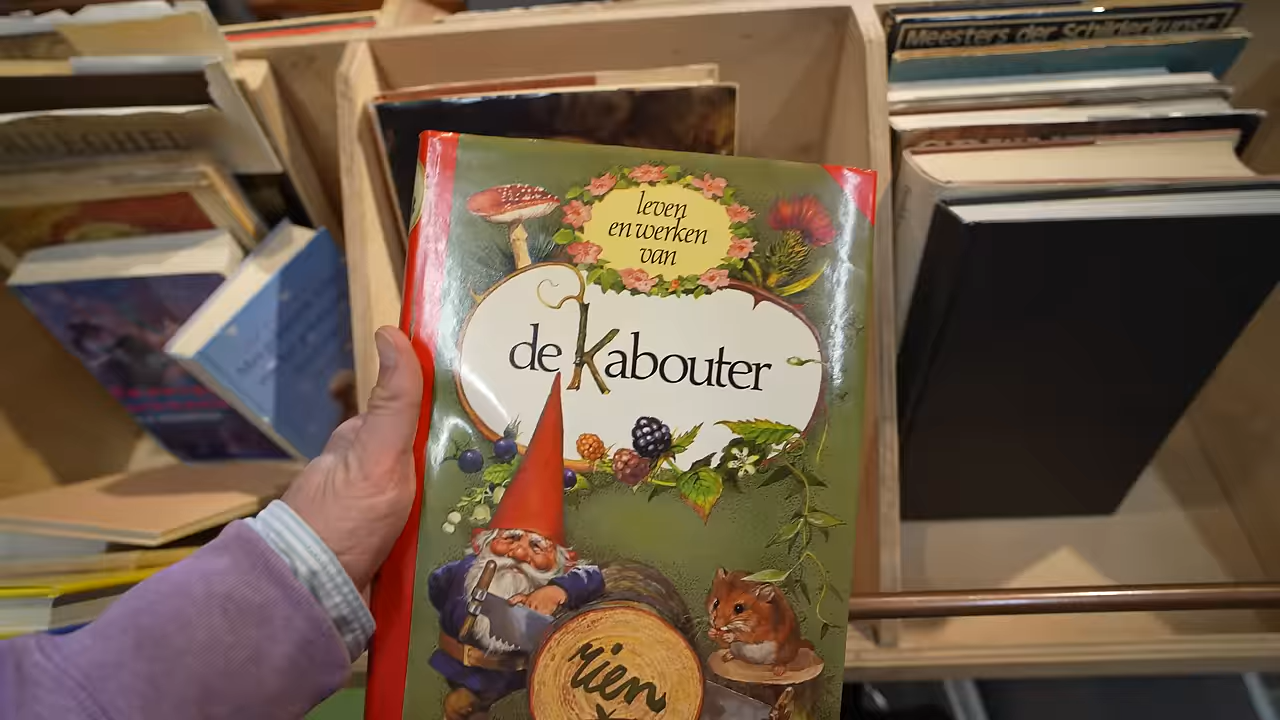 Meesters der Schilderkunst
leven
en werken
van
de Kabouter
rien